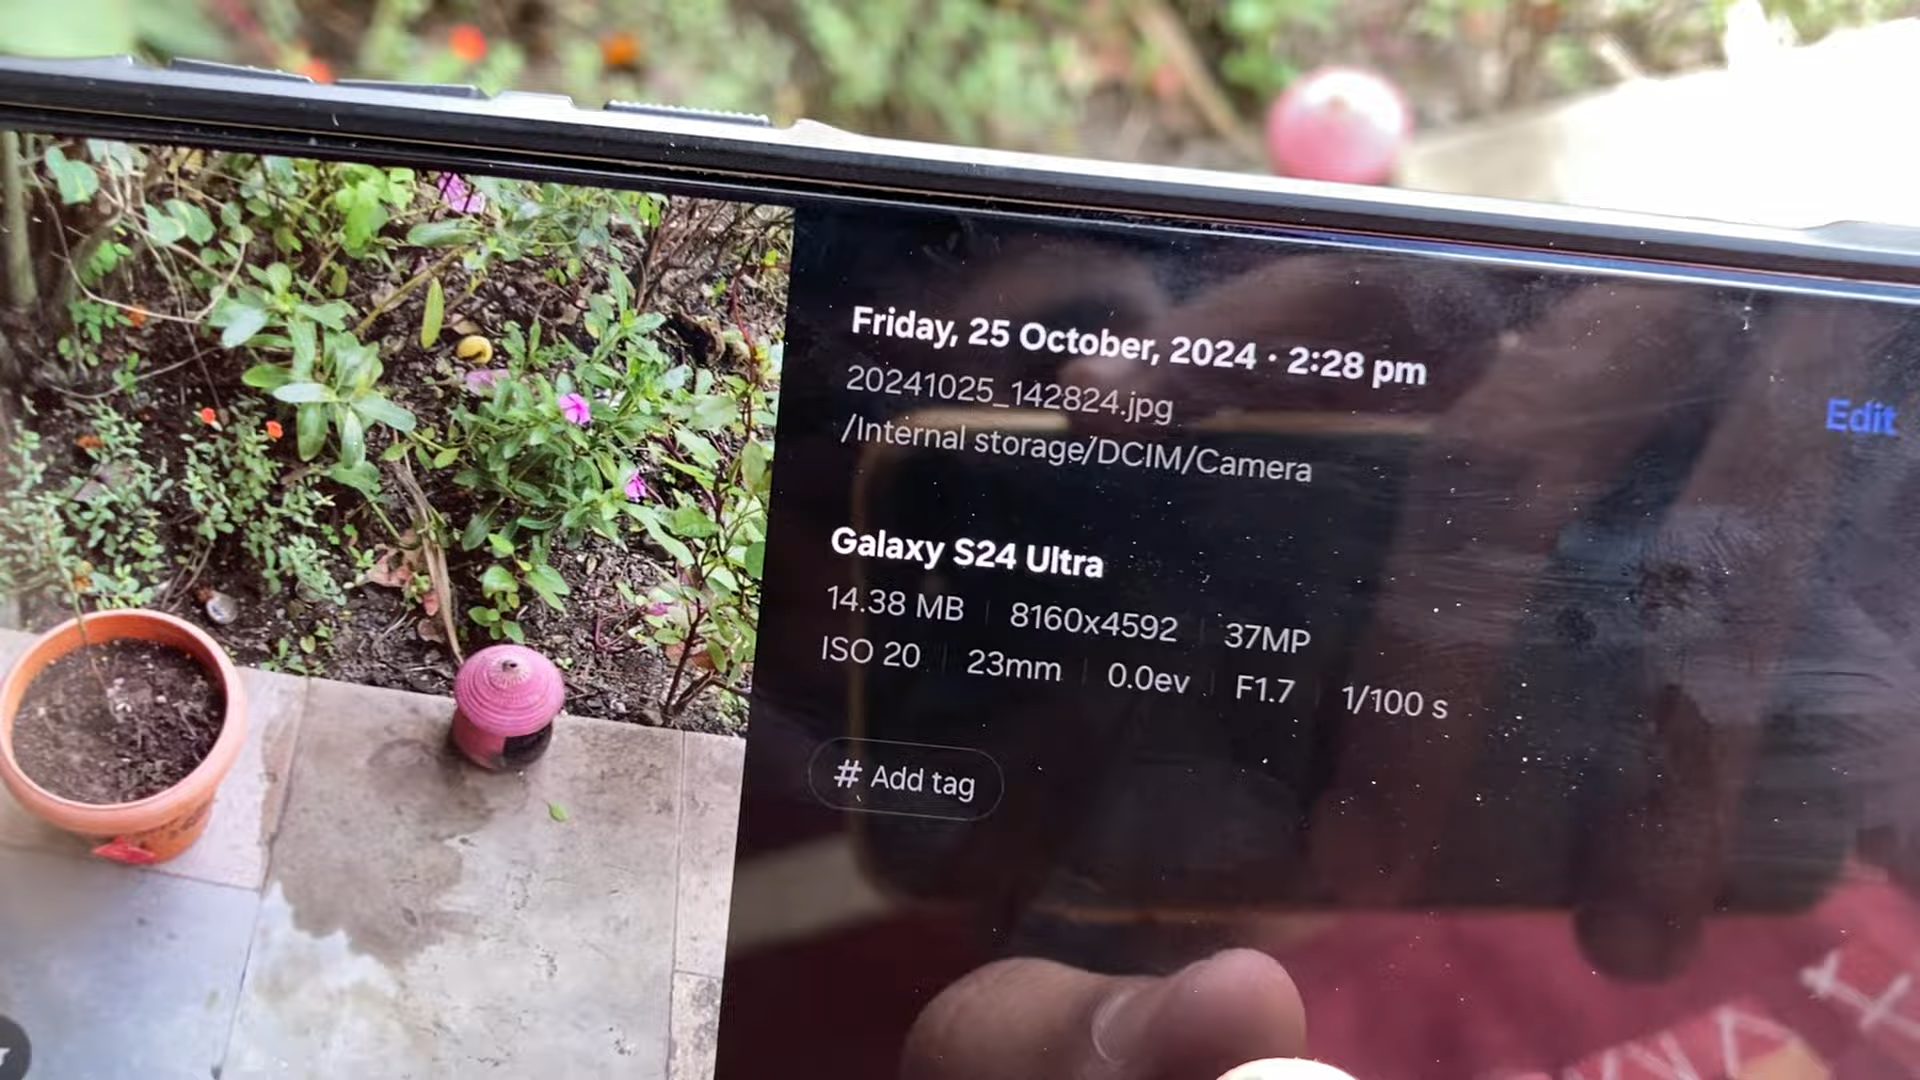 Friday, 25 October, 2024 · 2:28 pm
20241025_142824.jpg
/Internal storage/DCIM/Camera
Edit
Galaxy S24 Ultra
14.38 MB | 8160x4592 | 37MP
ISO 20 | 23mm | 0.0ev | F1.7 | 1/100 s
# Add tag